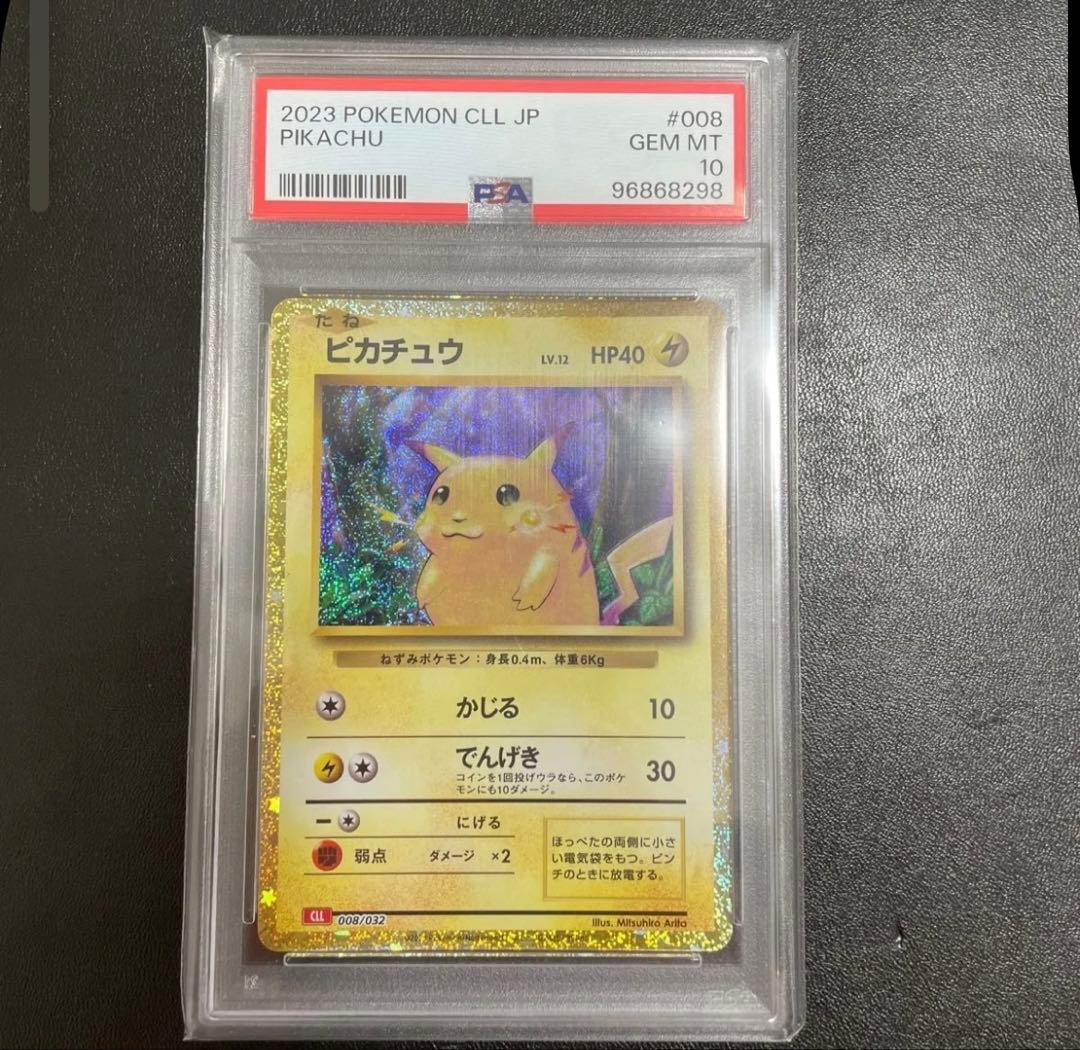 2023 POKEMON CLL JP #008
PIKACHU GEM MT
10
PSA 96868298
たね
ピカチュウ LV.12 HP40
ねずみポケモン：身長0.4m、体重6Kg
かじる 10
でんげき 30
コインを1回投げウラなら、このポケ
モンにも10ダメージ。
にげる
弱点 ダメージ ×2
ほっぺたの両側に小さ
い電気袋をもつ。ピン
チのときに放電する。
CLL 008/032
Illus. Mitsuhiro Arita